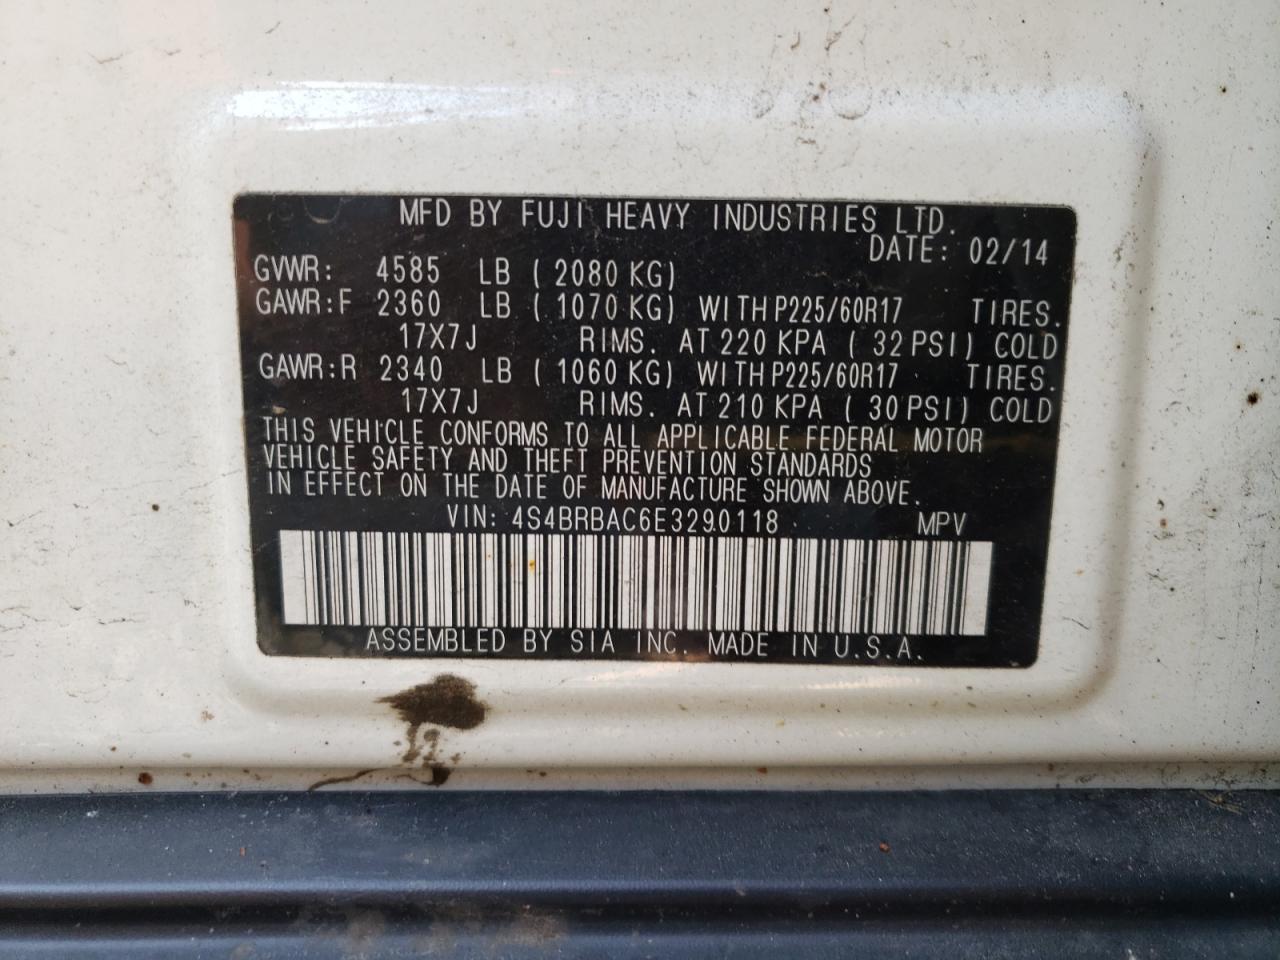 MFD BY FUJI HEAVY INDUSTRIES LTD.
DATE: 02/14
GVWR: 4585 LB ( 2080 KG)
GAWR:F 2360 LB ( 1070 KG) WITH P225/60R17 TIRES.
17X7J RIMS. AT 220 KPA ( 32 PSI) COLD
GAWR:R 2340 LB ( 1060 KG) WITH P225/60R17 TIRES.
17X7J RIMS. AT 210 KPA ( 30 PSI) COLD
THIS VEHICLE CONFORMS TO ALL APPLICABLE FEDERAL MOTOR
VEHICLE SAFETY AND THEFT PREVENTION STANDARDS
IN EFFECT ON THE DATE OF MANUFACTURE SHOWN ABOVE.
VIN: 4S4BRBAC6E3290118 MPV
ASSEMBLED BY SIA INC. MADE IN U.S.A.